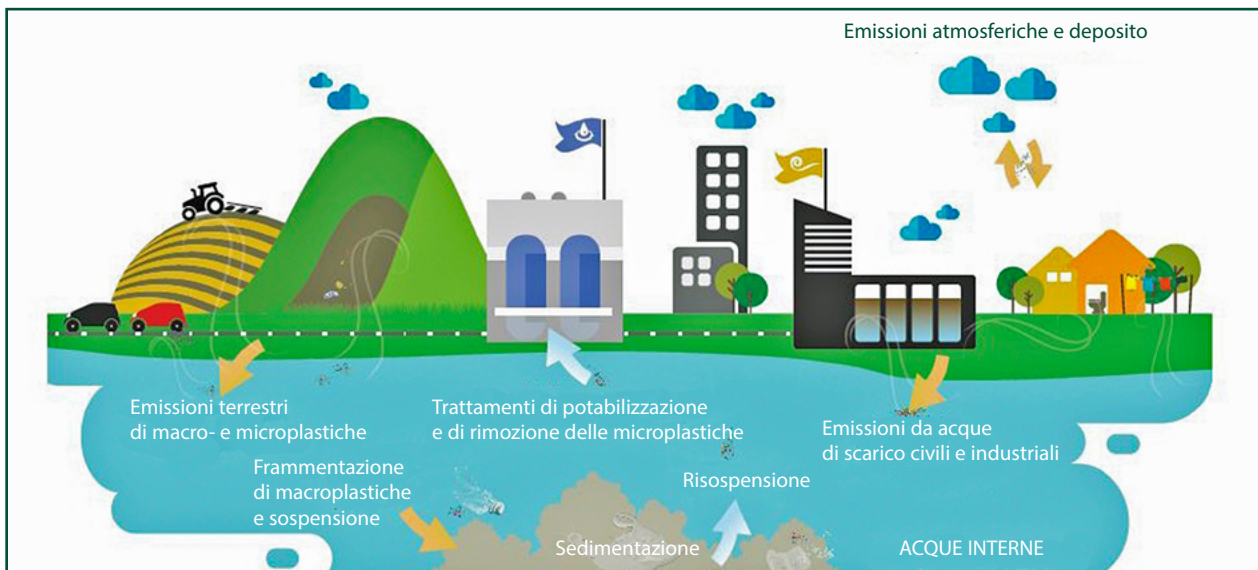 Emissioni atmosferiche e deposito
Emissioni terrestri
di macro- e microplastiche
Trattamenti di potabilizzazione
e di rimozione delle microplastiche
Emissioni da acque
di scarico civili e industriali
Frammentazione
di macroplastiche
e sospensione
Risospensione
Sedimentazione
ACQUE INTERNE